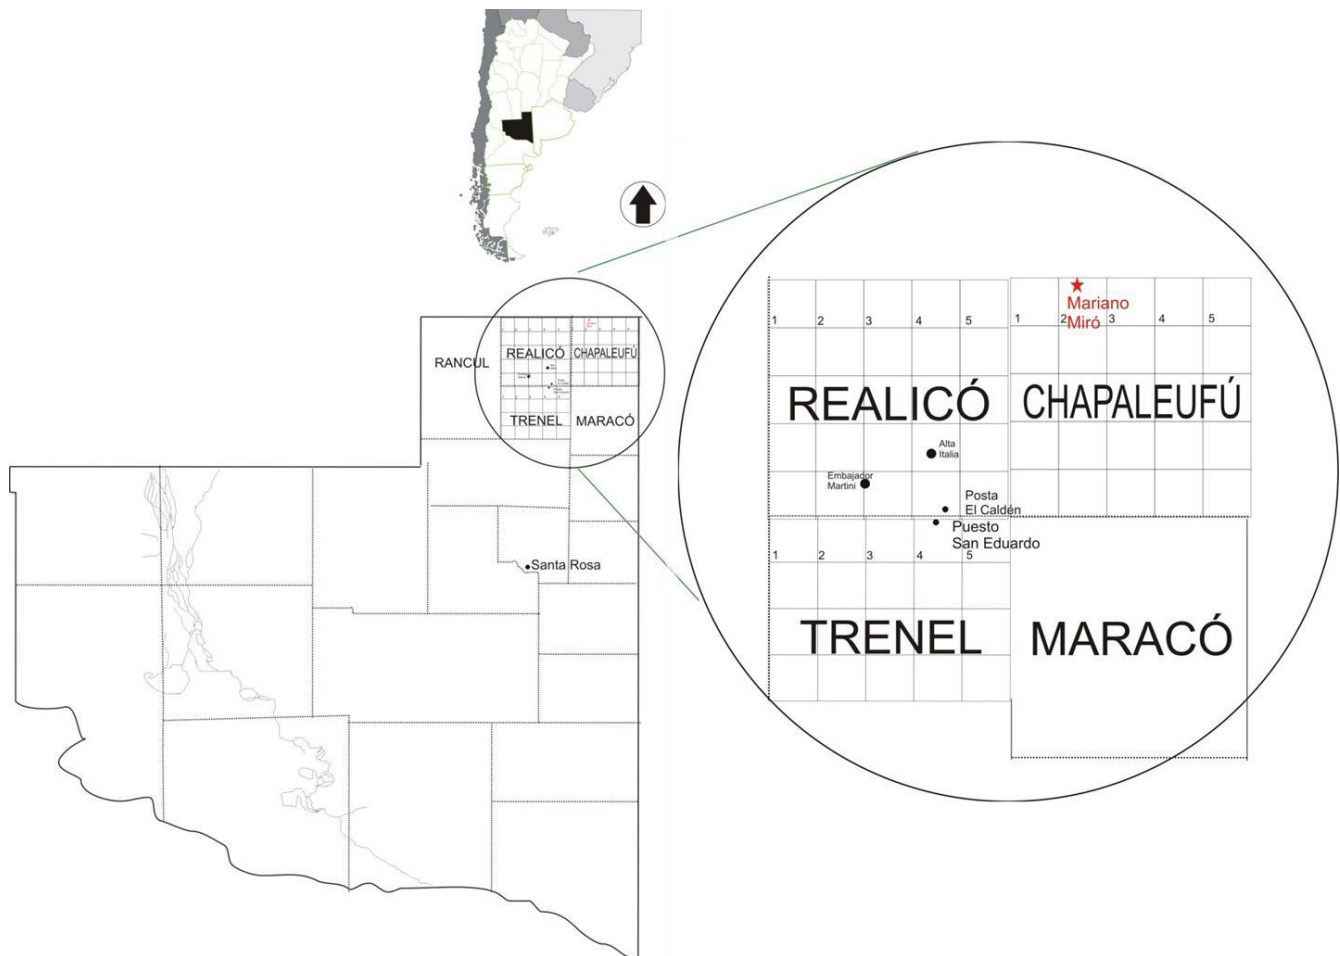 RANCUL
REALICÓ
CHAPALEUFÚ
TRENEL
MARACÓ
Santa Rosa
1 2 3 4 5
1 2 3 4 5
Mariano
Miró
REALICÓ
CHAPALEUFÚ
Alta
Italia
Embajador
Martini
Posta
El Caldén
Puesto
San Eduardo
1 2 3 4 5
TRENEL
MARACÓ